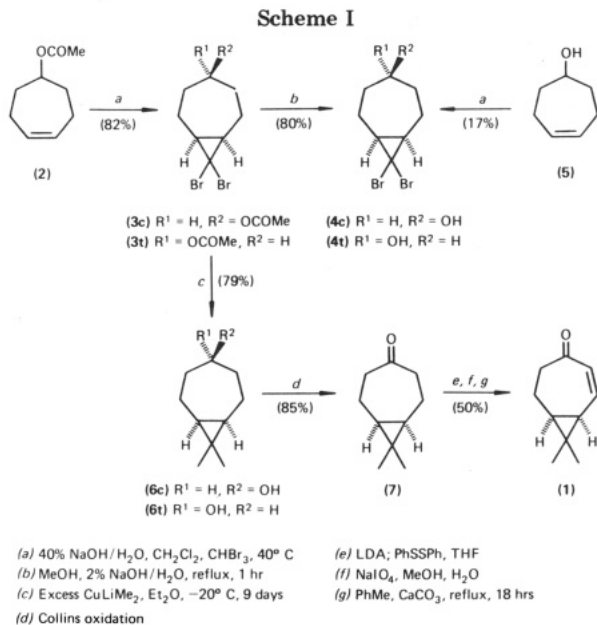 Scheme I
OCOMe
(2)
a
(82%)
R¹ R²
H H
Br Br
b
(80%)
R¹ R²
H H
Br Br
a
(17%)
OH
(5)
(3c) R¹ = H, R² = OCOMe
(3t) R¹ = OCOMe, R² = H
(4c) R¹ = H, R² = OH
(4t) R¹ = OH, R² = H
c (79%)
R¹ R²
H H
d
(85%)
O
H H
e, f, g
(50%)
O
H H
(6c) R¹ = H, R² = OH
(6t) R¹ = OH, R² = H
(7)
(1)
(a) 40% NaOH/H₂O, CH₂Cl₂, CHBr₃, 40° C
(b) MeOH, 2% NaOH/H₂O, reflux, 1 hr
(c) Excess CuLiMe₂, Et₂O, −20° C, 9 days
(d) Collins oxidation
(e) LDA; PhSSPh, THF
(f) NaIO₄, MeOH, H₂O
(g) PhMe, CaCO₃, reflux, 18 hrs